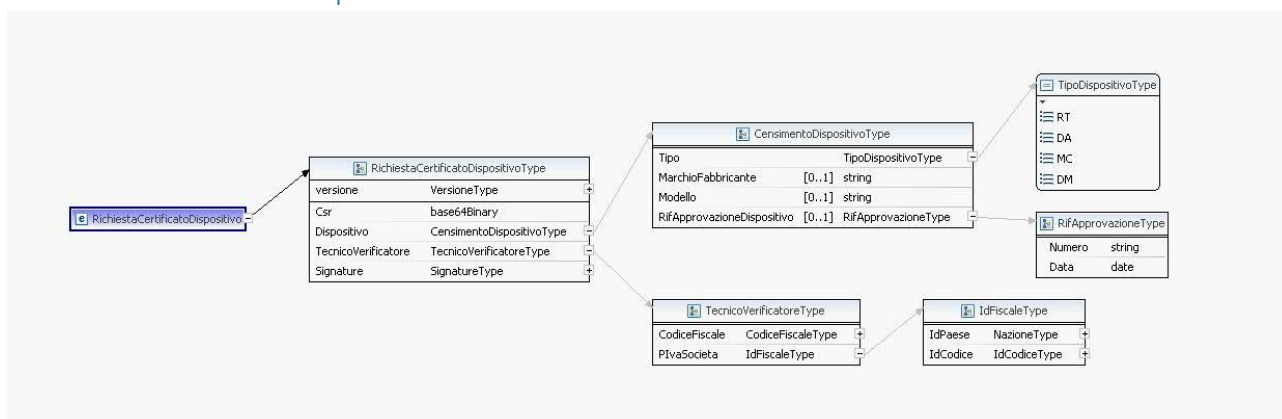 RichiestaCertificatoDispositivo
RichiestaCertificatoDispositivoType
versione VersioneType
Csr base64Binary
Dispositivo CensimentoDispositivoType
TecnicoVerificatore TecnicoVerificatoreType
Signature SignatureType
CensimentoDispositivoType
Tipo TipoDispositivoType
MarchioFabbricante [0..1] string
Modello [0..1] string
RifApprovazioneDispositivo [0..1] RifApprovazioneType
TipoDispositivoType
RT
DA
MC
DM
RifApprovazioneType
Numero string
Data date
TecnicoVerificatoreType
CodiceFiscale CodiceFiscaleType
PIvaSocieta IdFiscaleType
IdFiscaleType
IdPaese NazioneType
IdCodice IdCodiceType